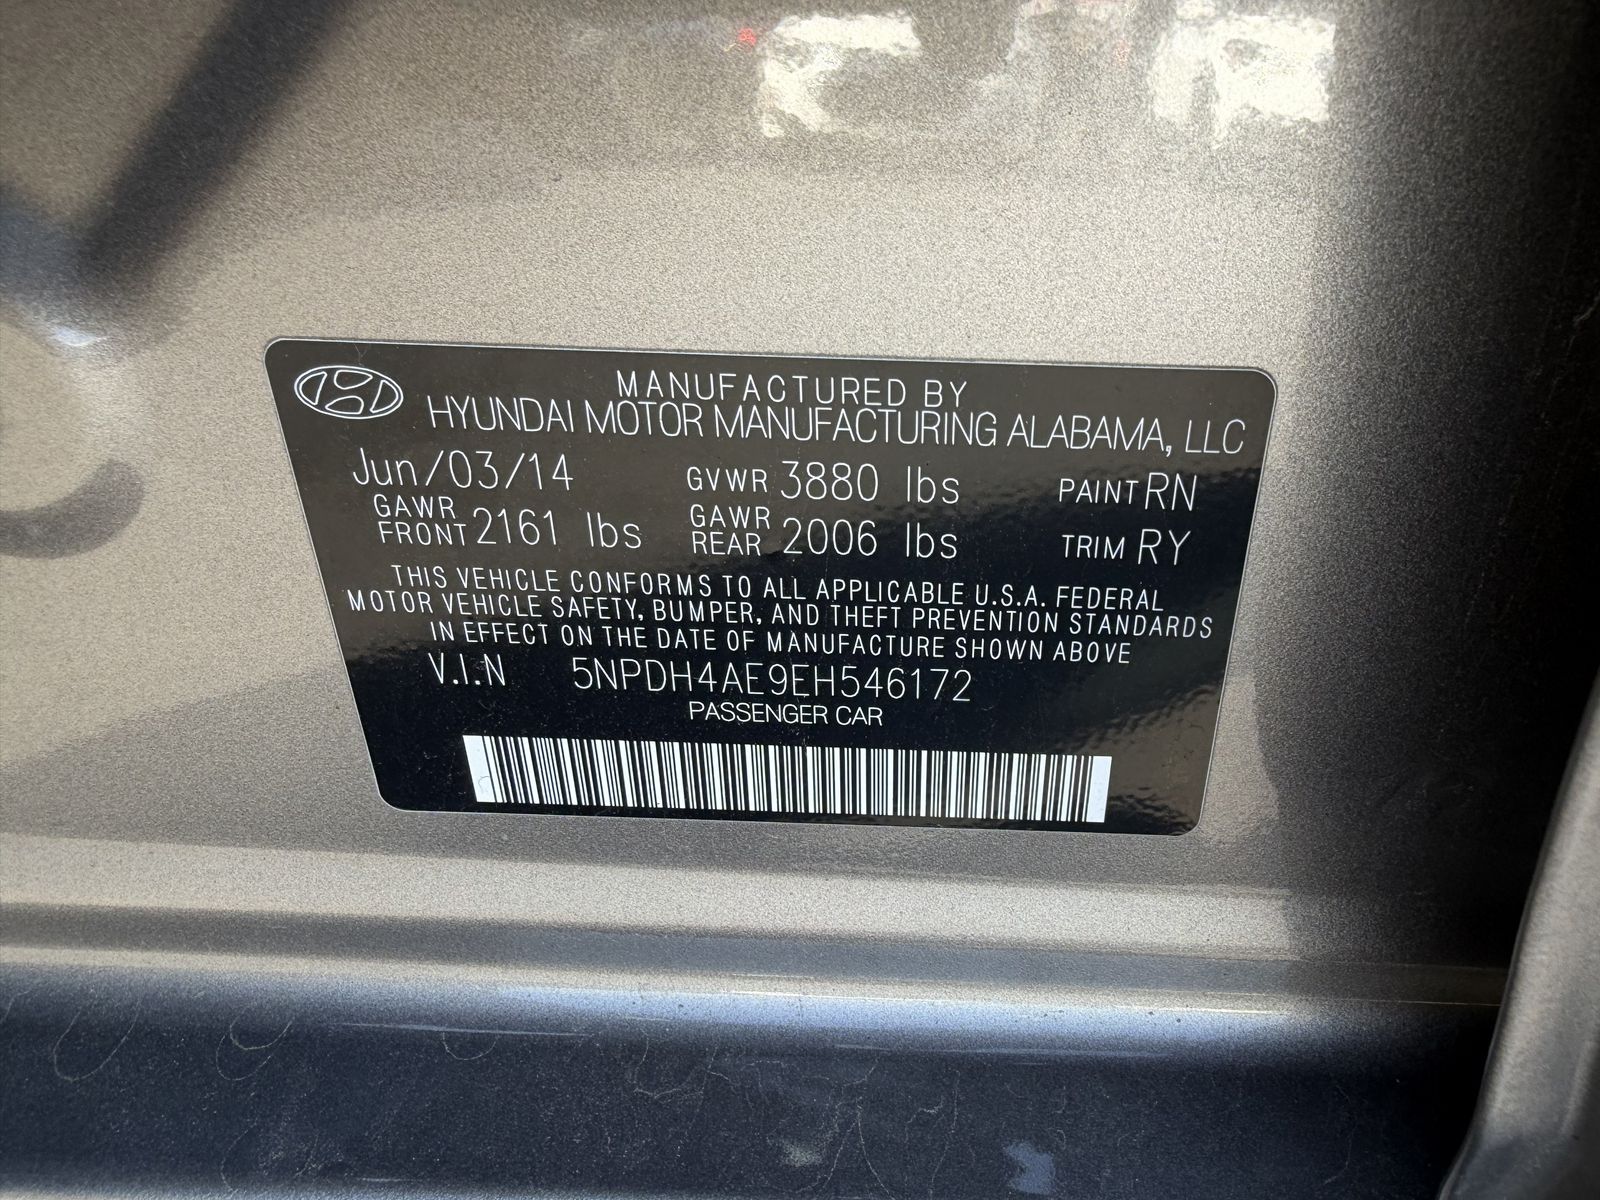 MANUFACTURED BY
HYUNDAI MOTOR MANUFACTURING ALABAMA, LLC
Jun/03/14 GVWR 3880 lbs PAINT RN
GAWR FRONT 2161 lbs GAWR REAR 2006 lbs TRIM RY
THIS VEHICLE CONFORMS TO ALL APPLICABLE U.S.A. FEDERAL
MOTOR VEHICLE SAFETY, BUMPER, AND THEFT PREVENTION STANDARDS
IN EFFECT ON THE DATE OF MANUFACTURE SHOWN ABOVE
V.I.N 5NPDH4AE9EH546172
PASSENGER CAR